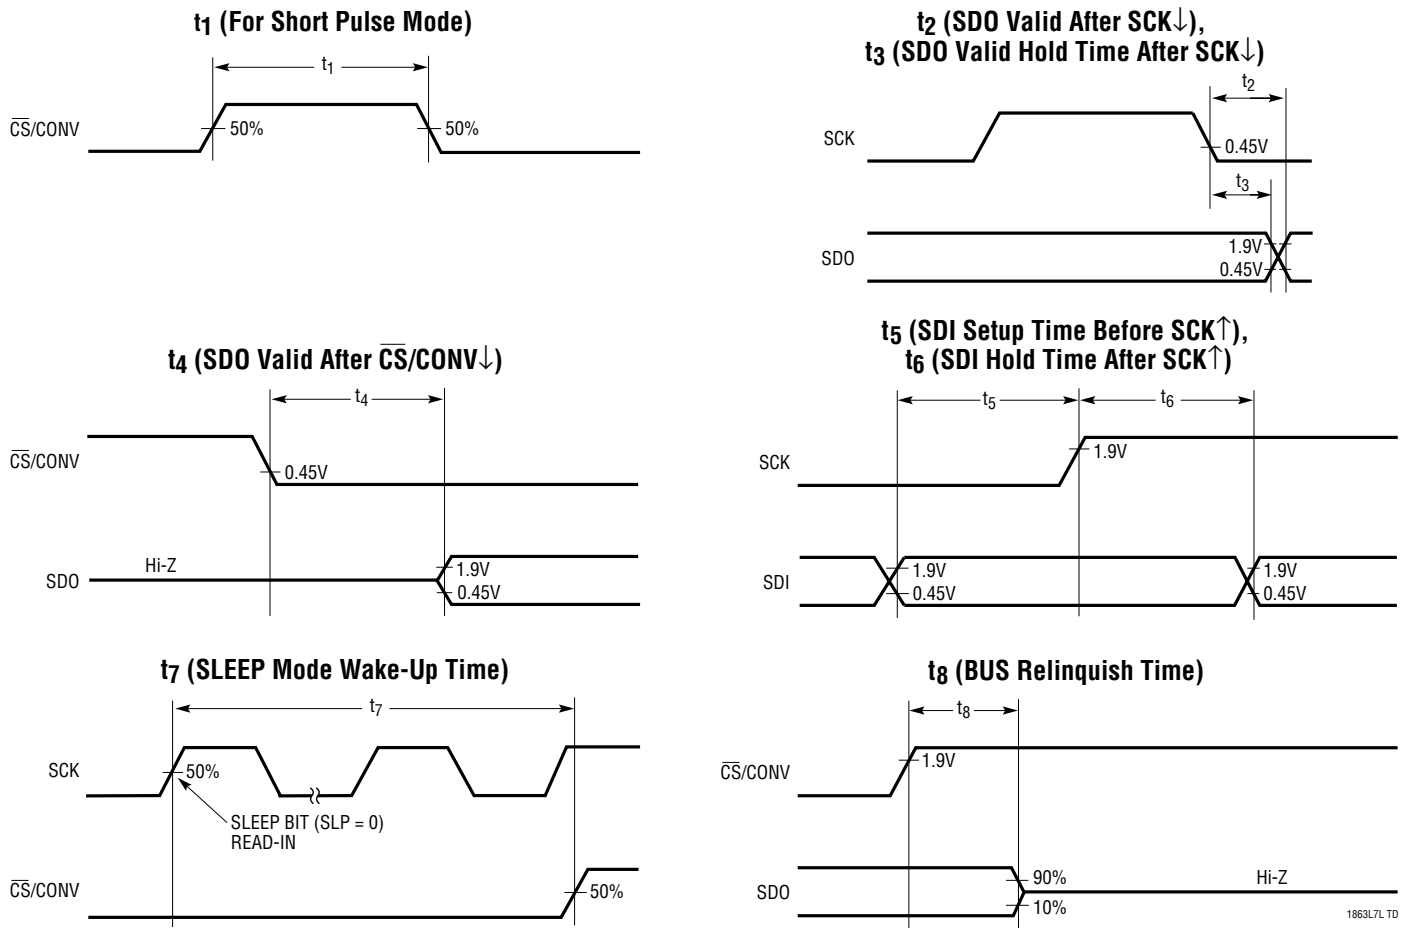 t1 (For Short Pulse Mode)
t1
C̅S̅/CONV
50%
50%
t2 (SDO Valid After SCK↓),
t3 (SDO Valid Hold Time After SCK↓)
t2
SCK
0.45V
t3
SDO
1.9V
0.45V
t4 (SDO Valid After C̅S̅/CONV↓)
t4
C̅S̅/CONV
0.45V
Hi-Z
SDO
1.9V
0.45V
t5 (SDI Setup Time Before SCK↑),
t6 (SDI Hold Time After SCK↑)
t5
t6
SCK
1.9V
SDI
1.9V
0.45V
1.9V
0.45V
t7 (SLEEP Mode Wake-Up Time)
t7
SCK
50%
SLEEP BIT (SLP = 0)
READ-IN
C̅S̅/CONV
50%
t8 (BUS Relinquish Time)
t8
C̅S̅/CONV
1.9V
SDO
90%
10%
Hi-Z
1863L7L TD